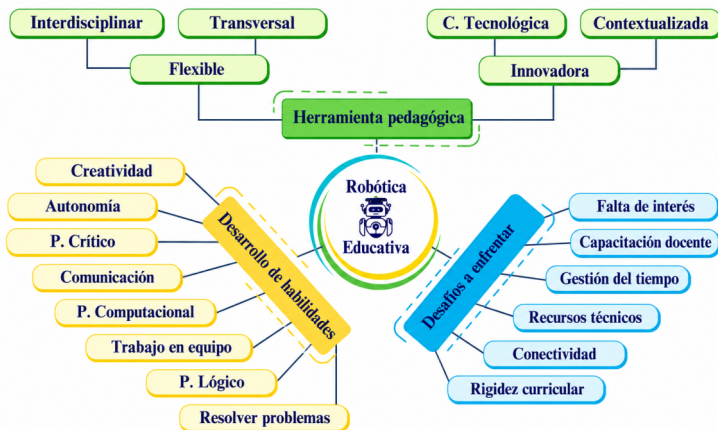 Interdisciplinar
Transversal
C. Tecnológica
Contextualizada
Flexible
Innovadora
Herramienta pedagógica
Robótica
Educativa
Desarrollo de habilidades
Creatividad
Autonomía
P. Crítico
Comunicación
P. Computacional
Trabajo en equipo
P. Lógico
Resolver problemas
Desafíos a enfrentar
Falta de interés
Capacitación docente
Gestión del tiempo
Recursos técnicos
Conectividad
Rigidez curricular